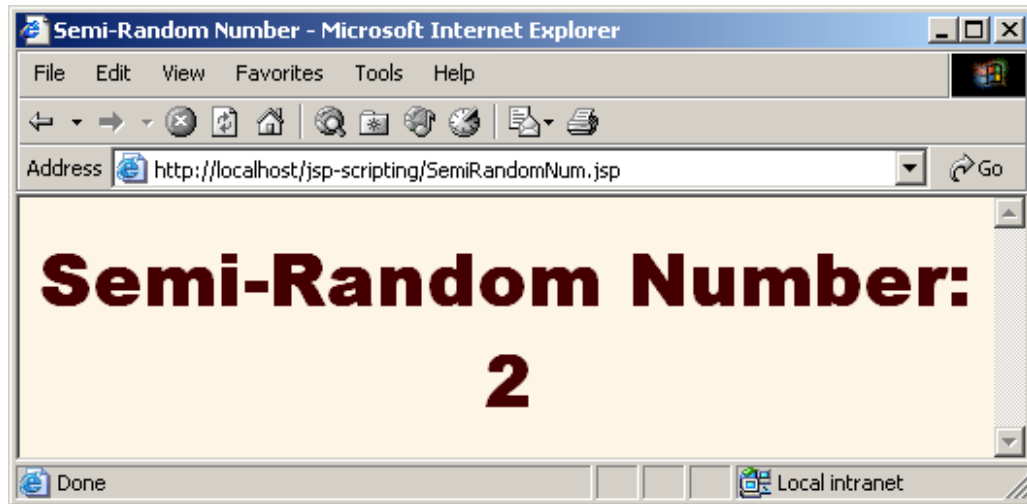 Semi-Random Number - Microsoft Internet Explorer
File Edit View Favorites Tools Help
Address http://localhost/jsp-scripting/SemiRandomNum.jsp Go
Semi-Random Number:
2
Done Local intranet